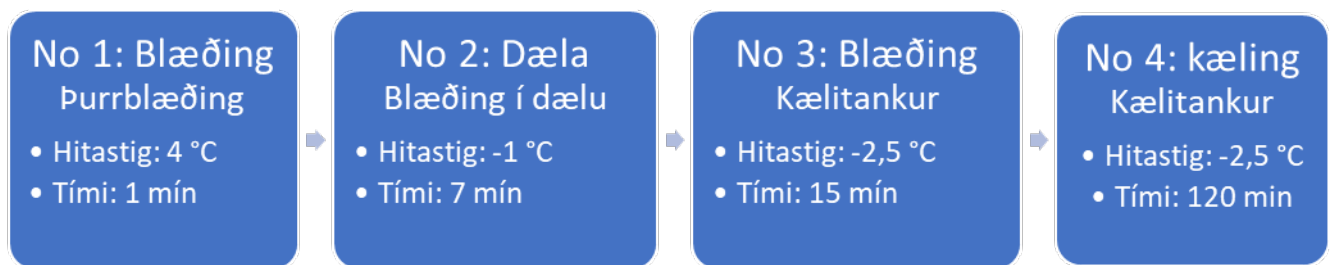 No 1: Blæðing
Þurrblæðing
• Hitastig: 4 °C
• Tími: 1 mín
No 2: Dæla
Blæðing í dælu
• Hitastig: -1 °C
• Tími: 7 mín
No 3: Blæðing
Kælitankur
• Hitastig: -2,5 °C
• Tími: 15 mín
No 4: kæling
Kælitankur
• Hitastig: -2,5 °C
• Tími: 120 min